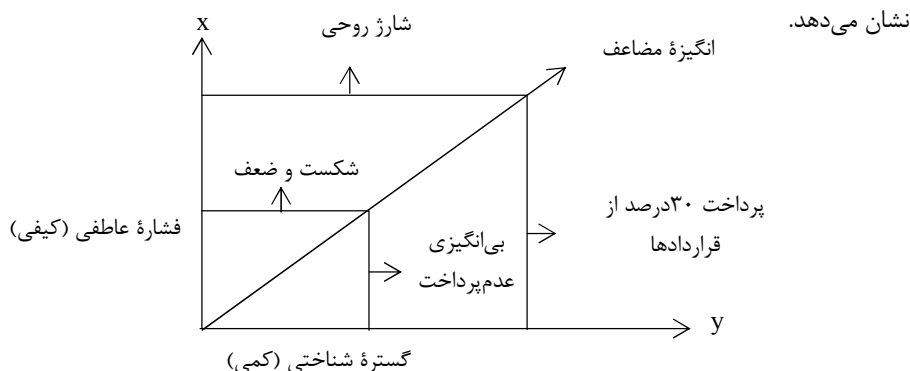 نشان می‌دهد.
x
شارژ روحی
انگیزهٔ مضاعف
شکست و ضعف
فشارهٔ عاطفی (کیفی)
پرداخت ۳۰درصد از
قراردادها
بی‌انگیزی
عدم‌پرداخت
y
گسترهٔ شناختی (کمی)